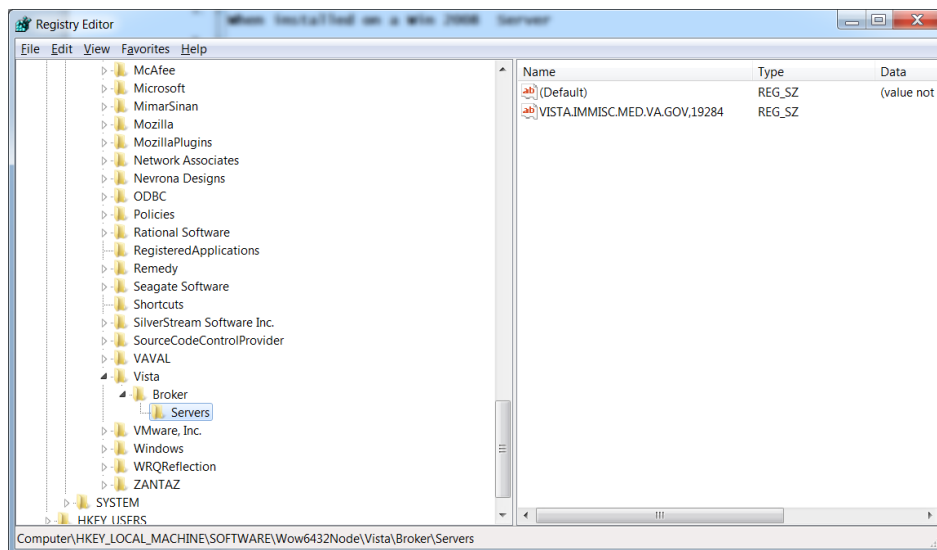 When installed on a Win 2008 Server
Registry Editor
File Edit View Favorites Help
McAfee
Microsoft
MimarSinan
Mozilla
MozillaPlugins
Network Associates
Nevrona Designs
ODBC
Policies
Rational Software
RegisteredApplications
Remedy
Seagate Software
Shortcuts
SilverStream Software Inc.
SourceCodeControlProvider
VAVAL
Vista
Broker
Servers
VMware, Inc.
Windows
WRQReflection
ZANTAZ
SYSTEM
HKEY_USERS
Name Type Data
ab (Default) REG_SZ (value not
ab VISTA.IMMISC.MED.VA.GOV,19284 REG_SZ
Computer\HKEY_LOCAL_MACHINE\SOFTWARE\Wow6432Node\Vista\Broker\Servers